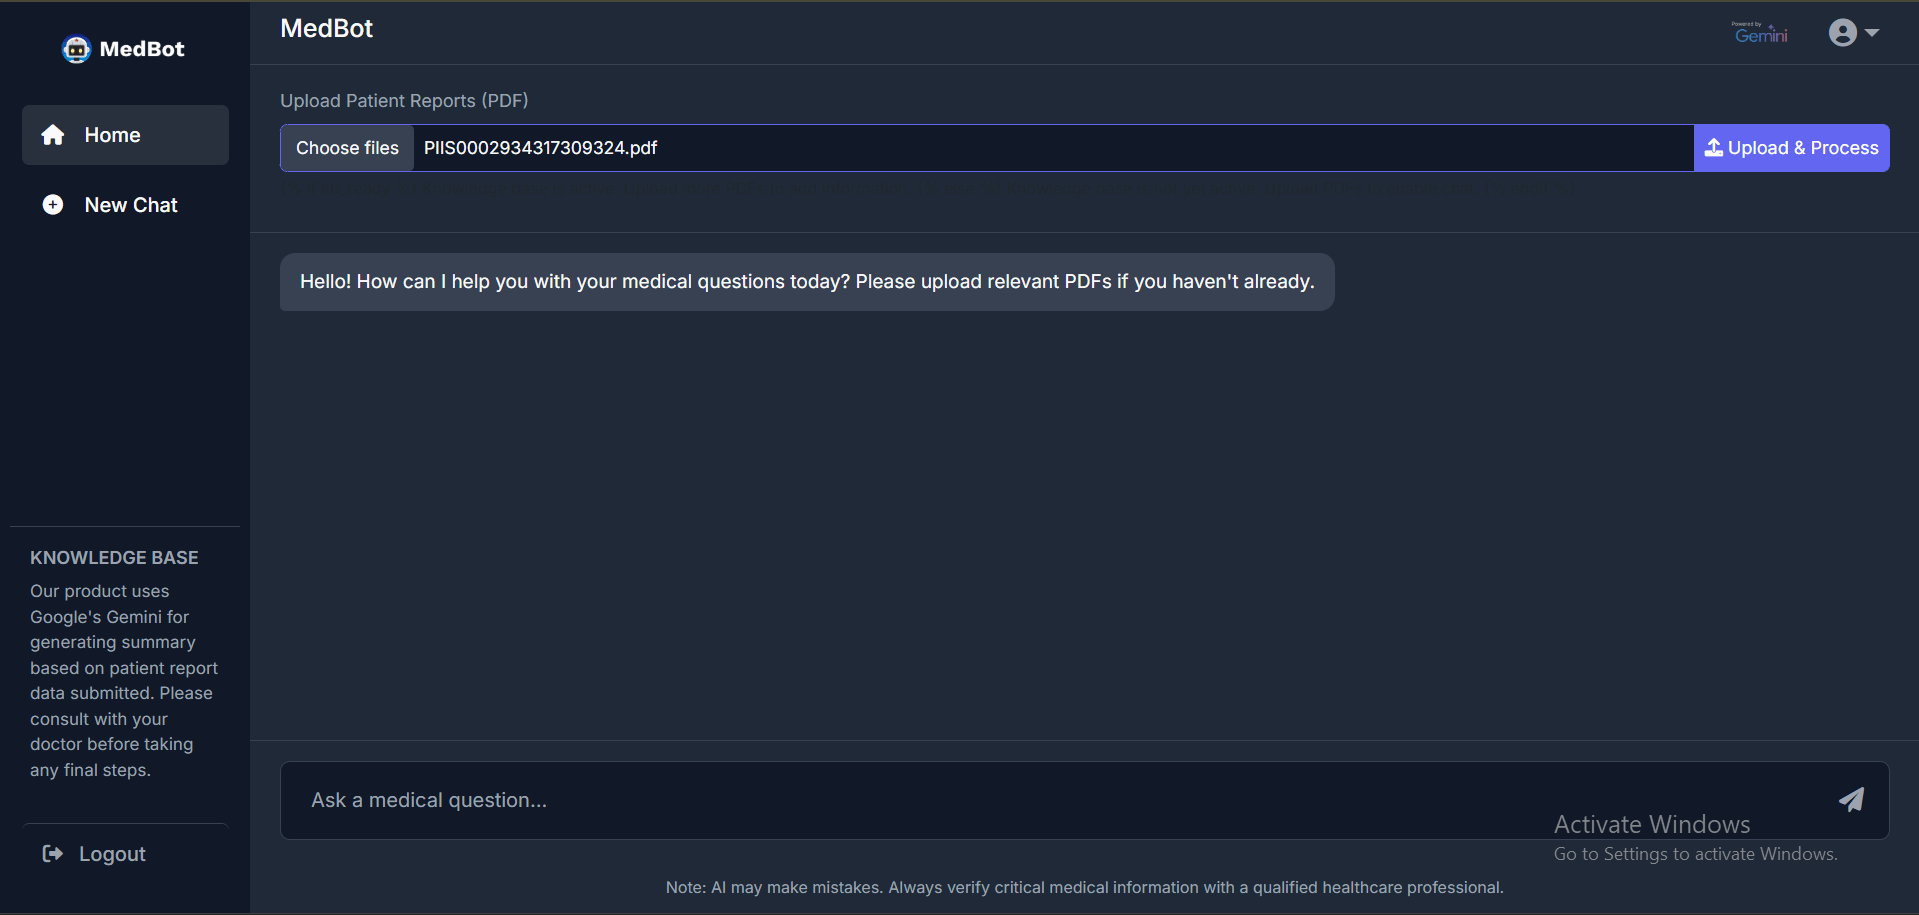 MedBot
Home
New Chat
KNOWLEDGE BASE
Our product uses
Google's Gemini for
generating summary
based on patient report
data submitted. Please
consult with your
doctor before taking
any final steps.
Logout
MedBot
Powered by
Gemini
Upload Patient Reports (PDF)
Choose files PIIS0002934317309324.pdf Upload & Process
Hello! How can I help you with your medical questions today? Please upload relevant PDFs if you haven't already.
Ask a medical question...
Activate Windows
Go to Settings to activate Windows.
Note: AI may make mistakes. Always verify critical medical information with a qualified healthcare professional.